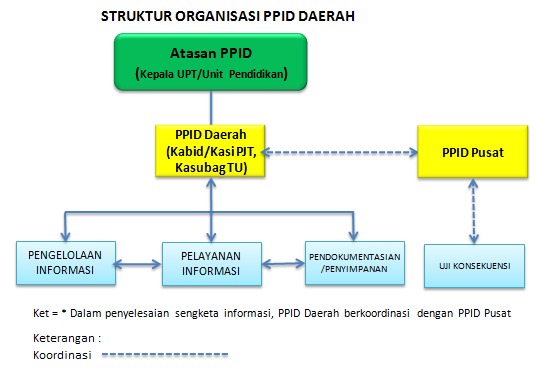 STRUKTUR ORGANISASI PPID DAERAH
Atasan PPID
(Kepala UPT/Unit Pendidikan)
PPID Daerah
(Kabid/Kasi PJT,
Kasubag TU)
PPID Pusat
PENGELOLAAN
INFORMASI
PELAYANAN
INFORMASI
PENDOKUMENTASIAN
/PENYIMPANAN
UJI KONSEKUENSI
Ket = * Dalam penyelesaian sengketa informasi, PPID Daerah berkoordinasi dengan PPID Pusat
Keterangan :
Koordinasi